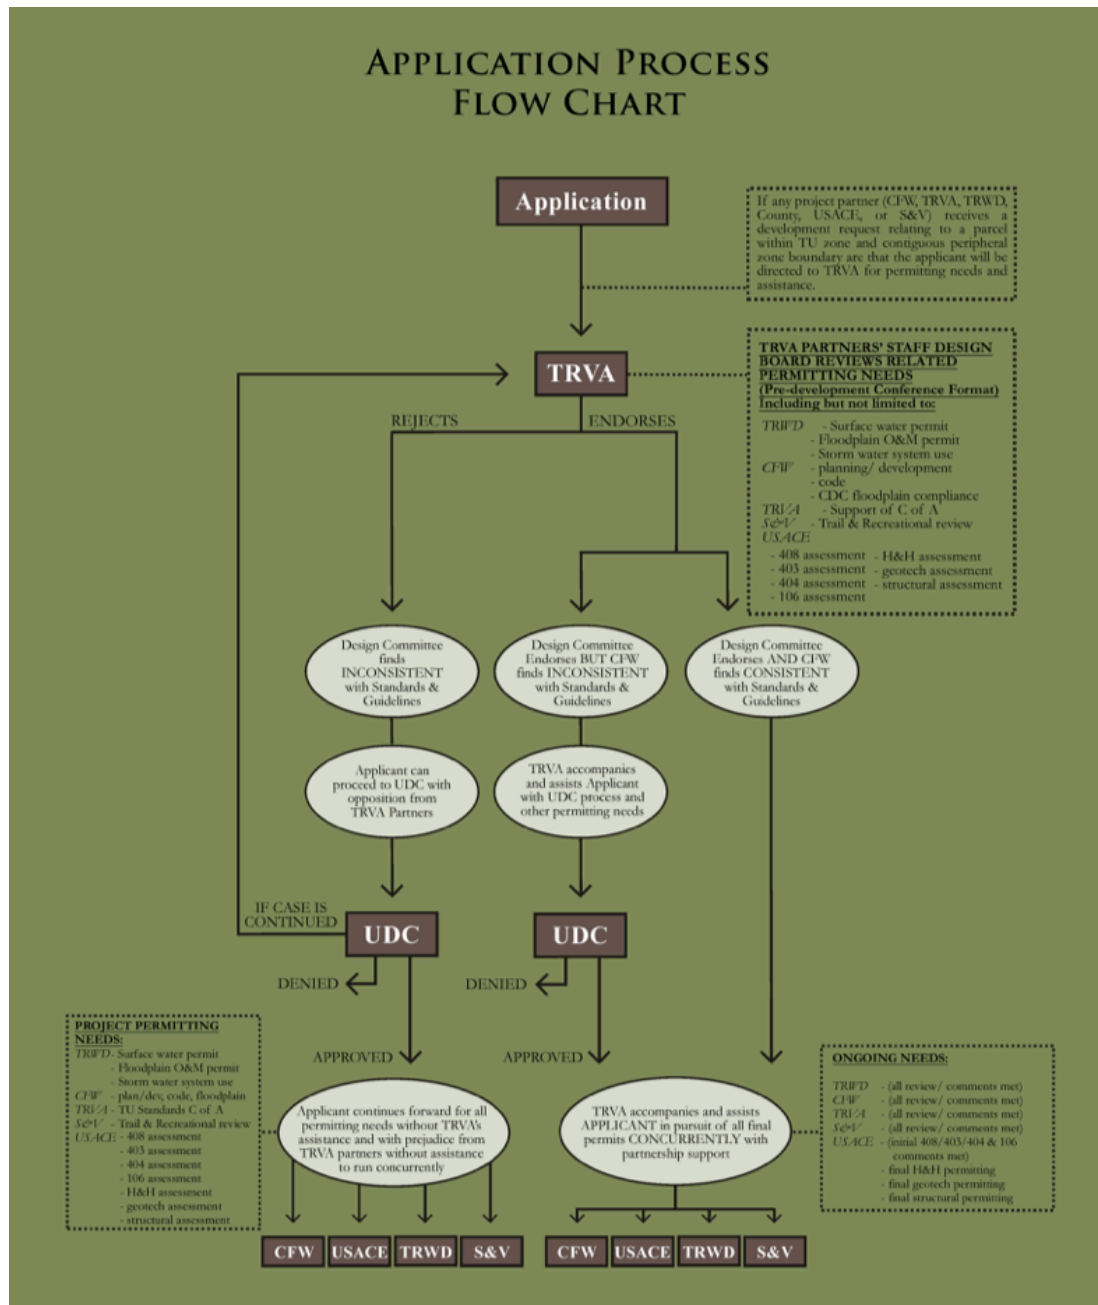 APPLICATION PROCESS
FLOW CHART
Application
If any project partner (CFW, TRVA, TRWD,
County, USACE, or S&V) receives a
development request relating to a parcel
within TU zone and contiguous peripheral
zone boundary are that the applicant will be
directed to TRVA for permitting needs and
assistance.
TRVA
TRVA PARTNERS' STAFF DESIGN
BOARD REVIEWS RELATED
PERMITTING NEEDS
(Pre-development Conference Format)
Including but not limited to:
TRWD - Surface water permit
- Floodplain O&M permit
- Storm water system use
CFW - planning/ development
- code
- CDC floodplain compliance
TRVA - Support of C of A
S&V - Trail & Recreational review
USACE
- 408 assessment - H&H assessment
- 403 assessment - geotech assessment
- 404 assessment - structural assessment
- 106 assessment
REJECTS
ENDORSES
Design Committee
finds
INCONSISTENT
with Standards &
Guidelines
Design Committee
Endorses BUT CFW
finds INCONSISTENT
with Standards &
Guidelines
Design Committee
Endorses AND CFW
finds CONSISTENT
with Standards &
Guidelines
Applicant can
proceed to UDC with
opposition from
TRVA Partners
TRVA accompanies
and assists Applicant
with UDC process and
other permitting needs
IF CASE IS
CONTINUED
UDC
UDC
DENIED
DENIED
APPROVED
APPROVED
PROJECT PERMITTING
NEEDS:
TRWD - Surface water permit
- Floodplain O&M permit
- Storm water system use
CFW - plan/dev, code, floodplain
TRVA - TU Standards C of A
S&V - Trail & Recreational review
USACE - 408 assessment
- 403 assessment
- 404 assessment
- 106 assessment
- H&H assessment
- geotech assessment
- structural assessment
Applicant continues forward for all
permitting needs without TRVA's
assistance and with prejudice from
TRVA partners without assistance
to run concurrently
TRVA accompanies and assists
APPLICANT in pursuit of all final
permits CONCURRENTLY with
partnership support
ONGOING NEEDS:
TRWD - (all review/ comments met)
CFW - (all review/ comments met)
TRVA - (all review/ comments met)
S&V - (all review/ comments met)
USACE - (initial 408/403/404 & 106
comments met)
- final H&H permitting
- final geotech permitting
- final structural permitting
CFW
USACE
TRWD
S&V
CFW
USACE
TRWD
S&V